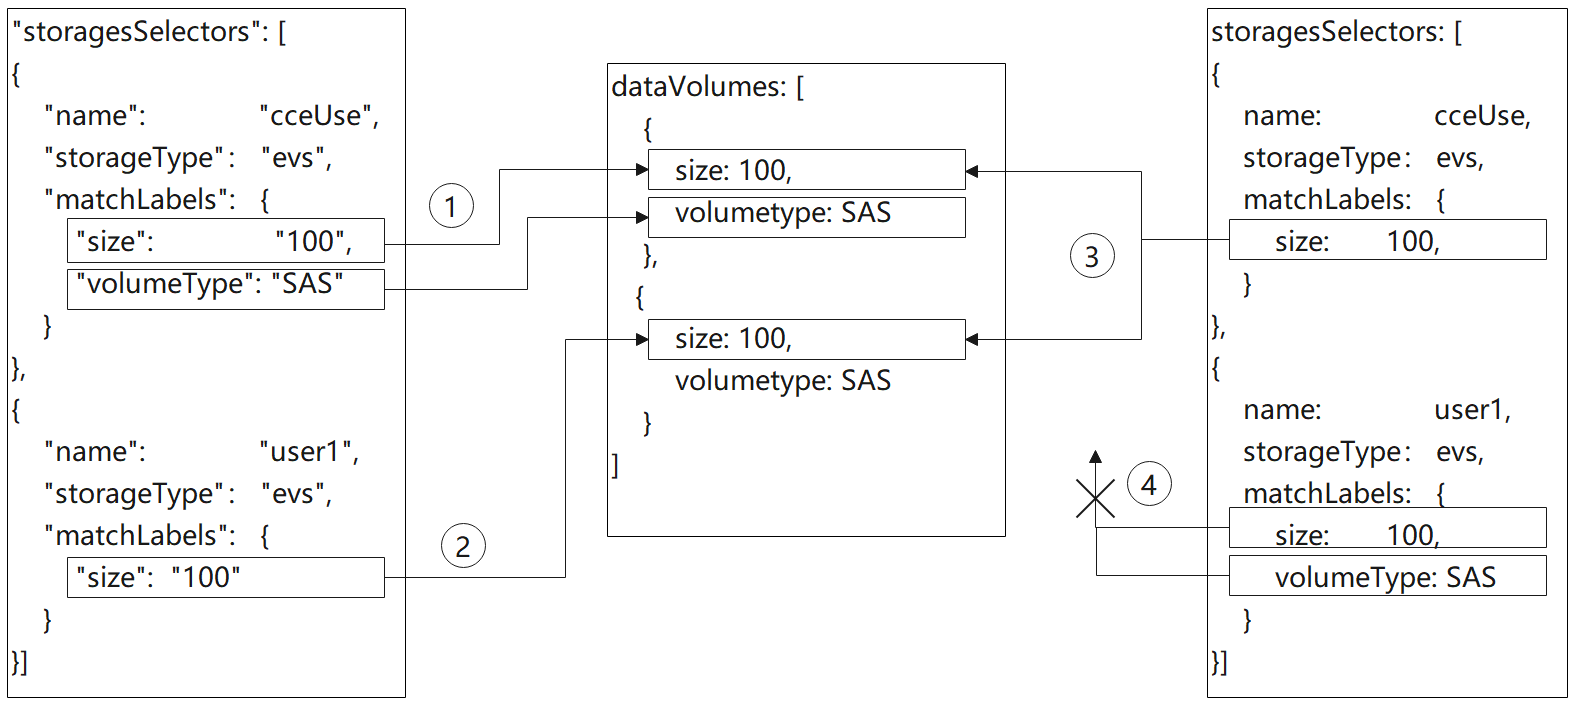 "storagesSelectors": [
{
"name": "cceUse",
"storageType": "evs",
"matchLabels": {
"size": "100",
"volumeType": "SAS"
}
},
{
"name": "user1",
"storageType": "evs",
"matchLabels": {
"size": "100"
}
}]
1
2
dataVolumes: [
{
size: 100,
volumetype: SAS
},
{
size: 100,
volumetype: SAS
}
]
3
4
storagesSelectors: [
{
name: cceUse,
storageType: evs,
matchLabels: {
size: 100,
}
},
{
name: user1,
storageType: evs,
matchLabels: {
size: 100,
volumeType: SAS
}
}]